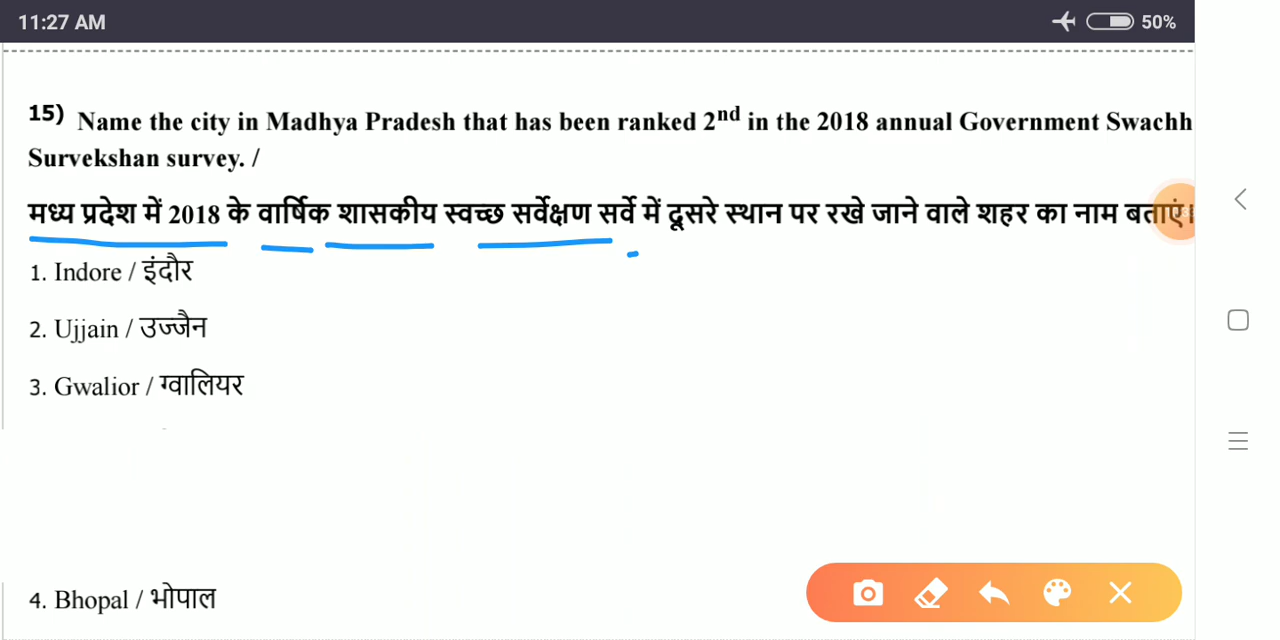 11:27 AM
50%
15) Name the city in Madhya Pradesh that has been ranked 2nd in the 2018 annual Government Swachh
Survekshan survey. /
मध्य प्रदेश में 2018 के वार्षिक शासकीय स्वच्छ सर्वेक्षण सर्वे में दूसरे स्थान पर रखे जाने वाले शहर का नाम बताएं।
1. Indore / इंदौर
2. Ujjain / उज्जैन
3. Gwalior / ग्वालियर
4. Bhopal / भोपाल